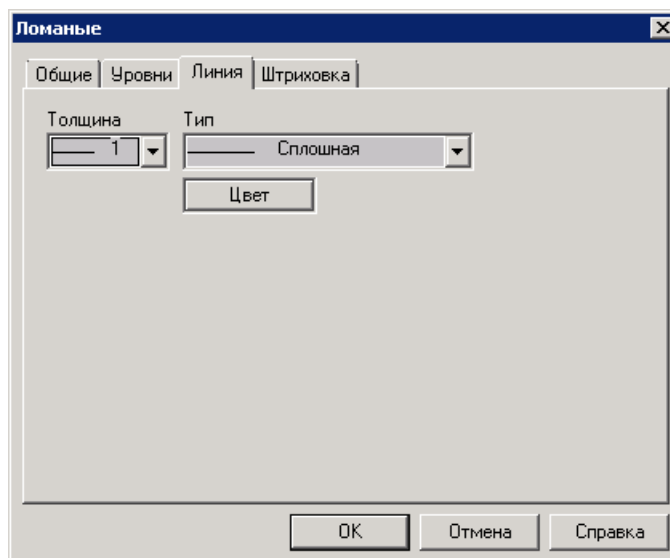 Ломаные
Общие Уровни Линия Штриховка
Толщина Тип
1 Сплошная
Цвет
OK Отмена Справка